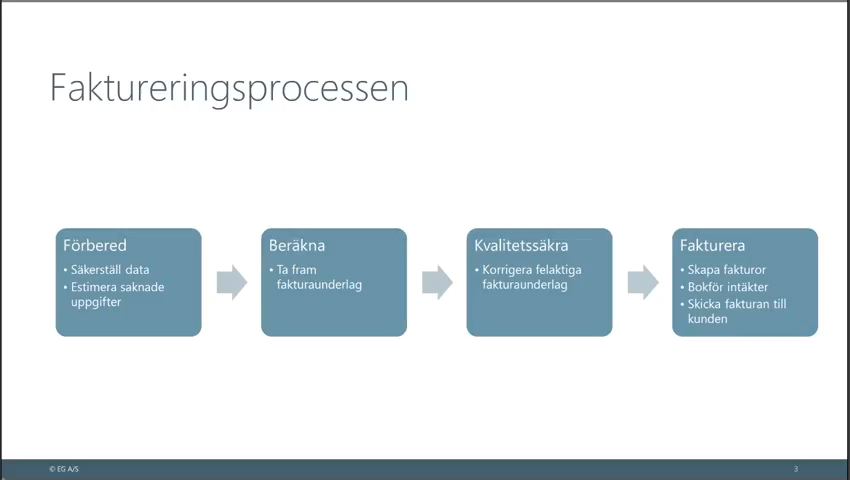 Faktureringsprocessen
Förbered
• Säkerställ data
• Estimera saknade
uppgifter
Beräkna
• Ta fram
fakturaunderlag
Kvalitetssäkra
• Korrigera felaktiga
fakturaunderlag
Fakturera
• Skapa fakturor
• Bokför intäkter
• Skicka fakturan till
kunden
© EG A/S
3